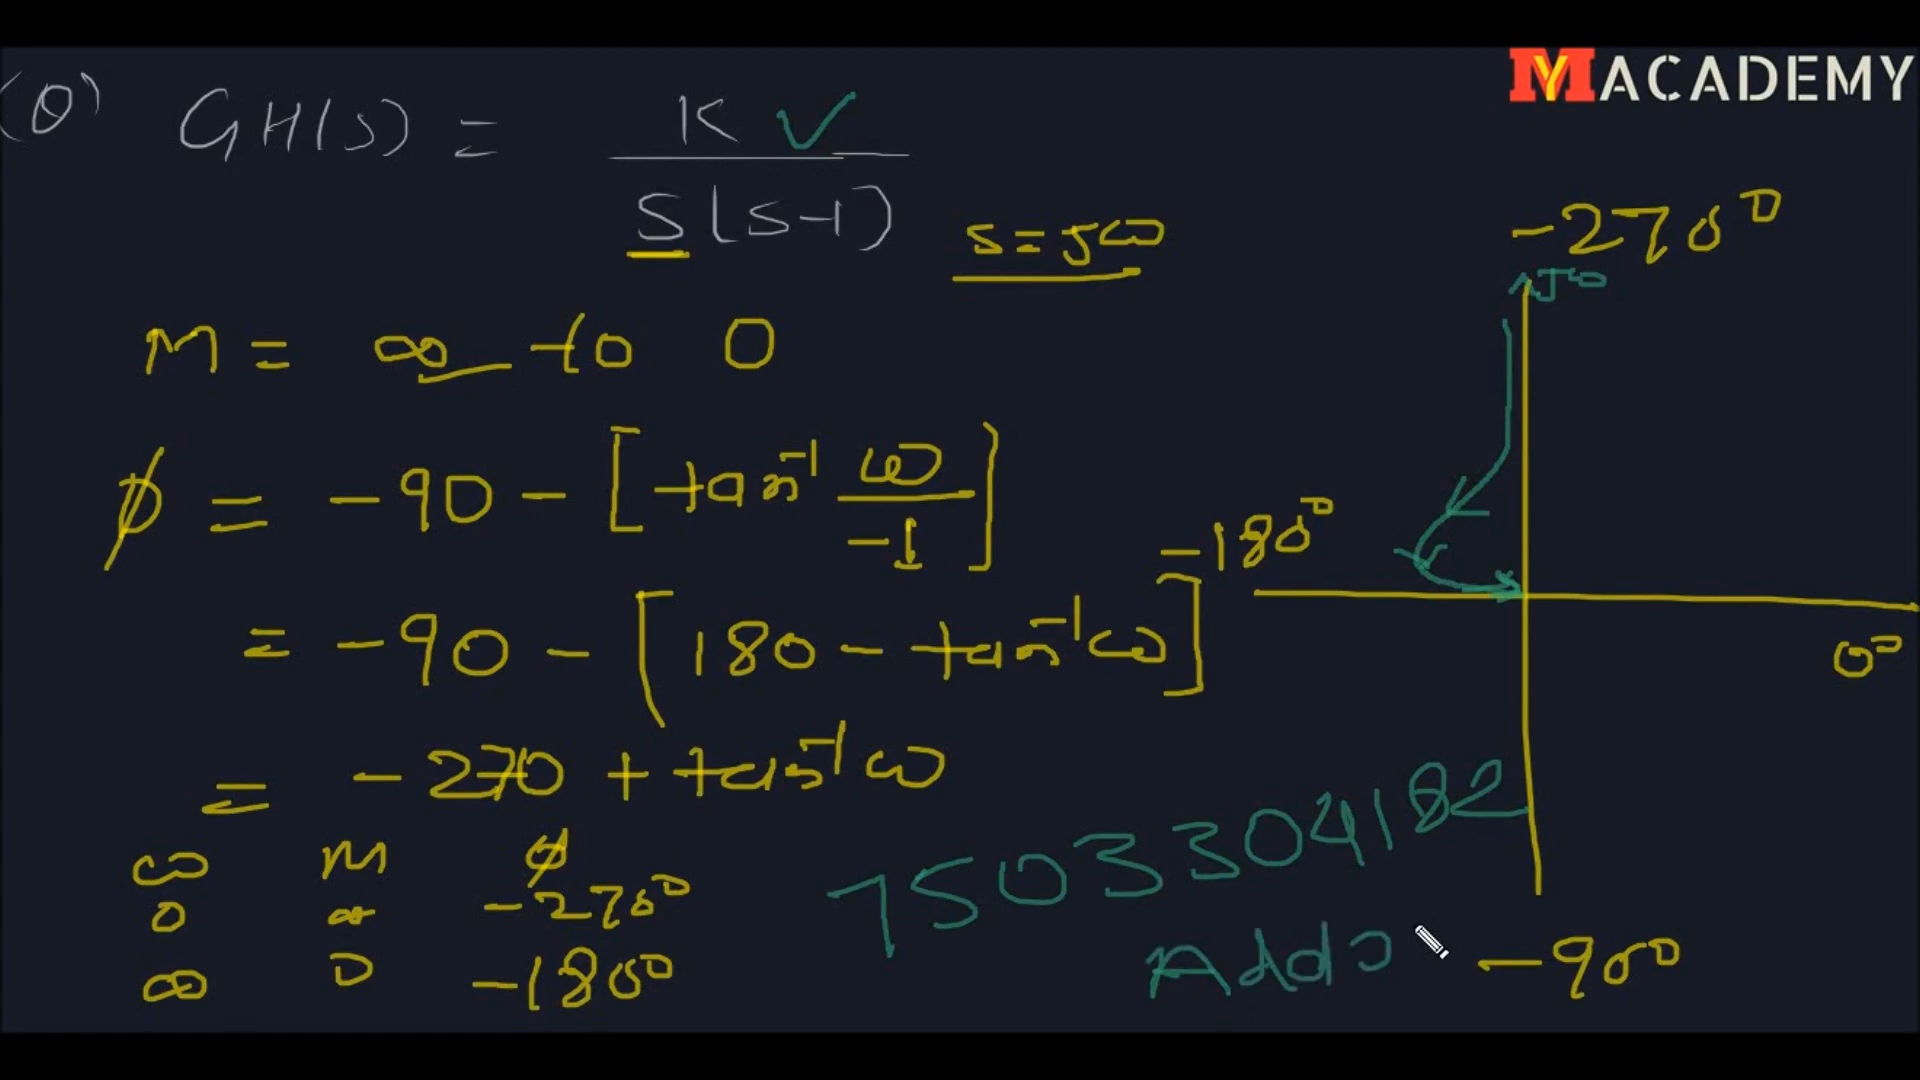 MACADEMY
(Q) GH(s) = K ✓ / S(S-1)
s = jω
M = ∞ to 0
φ = -90 - [tan⁻¹ ω/-1]
= -90 - [180 - tan⁻¹ω]
= -270 + tan⁻¹ω
ω M φ
0 ∞ -270°
∞ 0 -180°
-270°
-180°
0°
-90°
7503304182